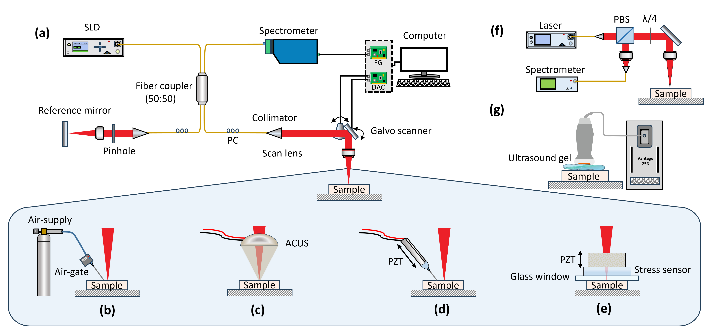 (a)
SLD
Spectrometer
Computer
FG
DAC
Fiber coupler
(50:50)
Reference mirror
Collimator
Pinhole
PC
Galvo scanner
Scan lens
Sample
(f)
Laser
PBS
λ/4
Spectrometer
Sample
(g)
Ultrasound gel
Sample
Air-supply
Air-gate
Sample
(b)
ACUS
Sample
(c)
PZT
Sample
(d)
PZT
Stress sensor
Glass window
Sample
(e)